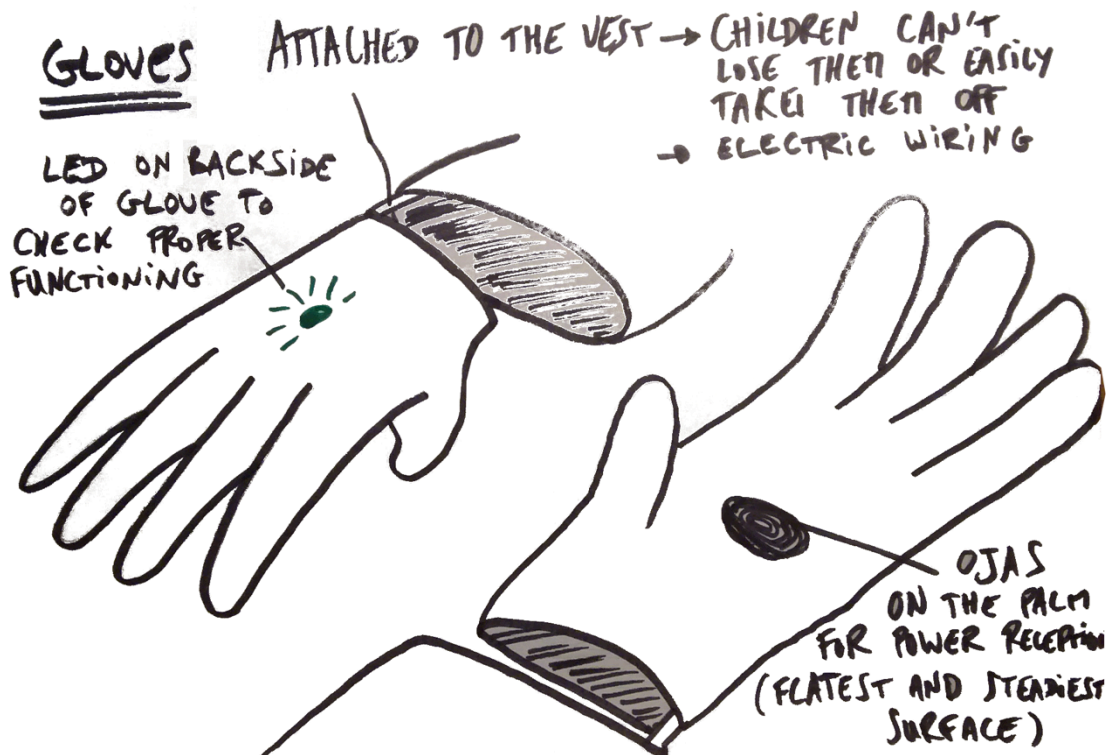 GLOVES
ATTACHED TO THE VEST → CHILDREN CAN'T
LOSE THEM OR EASILY
TAKE THEM OFF
→ ELECTRIC WIRING
LED ON BACKSIDE
OF GLOVE TO
CHECK PROPER
FUNCTIONING
OJAS
ON THE PALM
FOR POWER RECEPTION
(FLATEST AND STEADIEST
SURFACE)